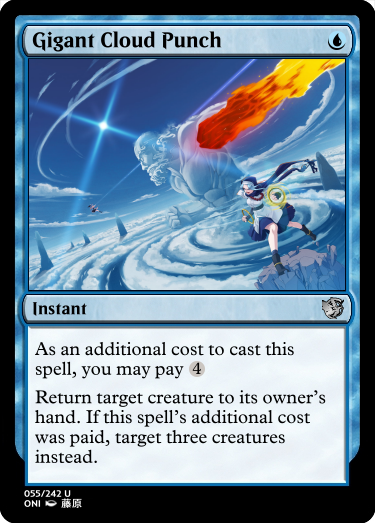 Gigant Cloud Punch
Instant
As an additional cost to cast this
spell, you may pay 4
Return target creature to its owner's
hand. If this spell's additional cost
was paid, target three creatures
instead.
055/242 U
ONI 藤原